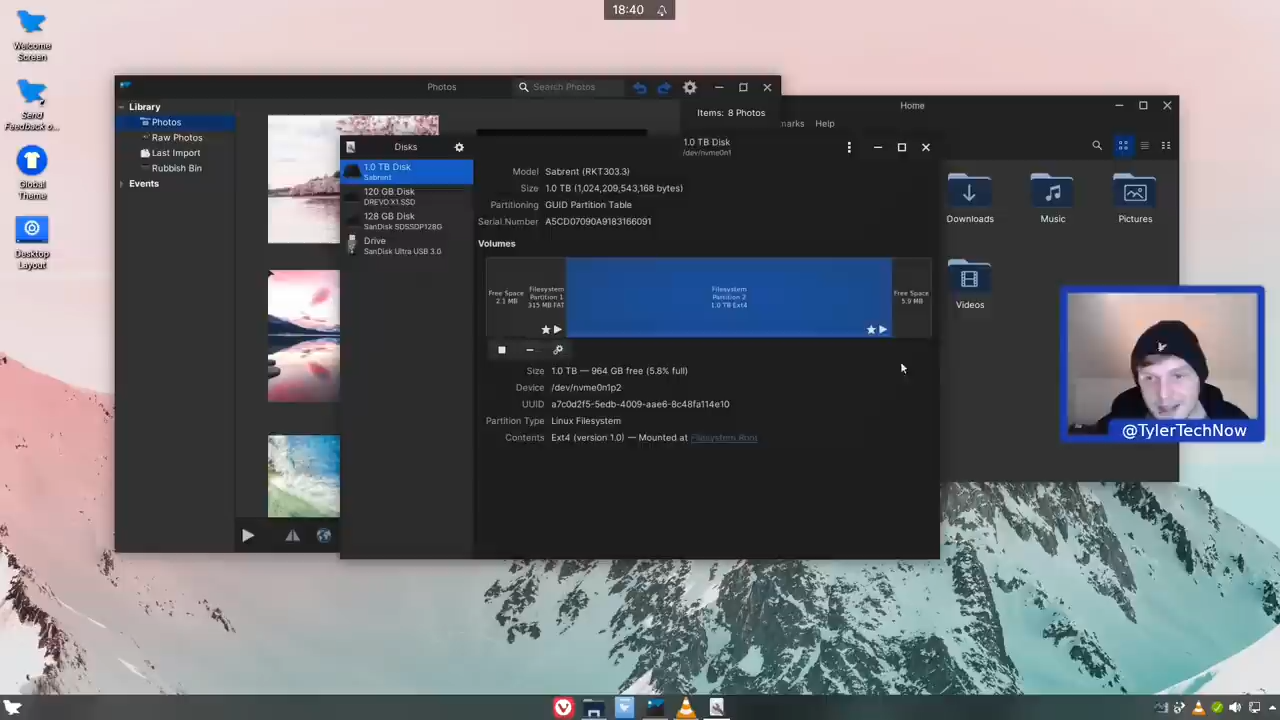 18:40
Welcome
Screen
Send
Feedback o...
Global
Theme
Desktop
Layout
Photos
Search Photos
Library
Photos
Raw Photos
Last Import
Rubbish Bin
Events
Items: 8 Photos
Home
Help
Downloads
Music
Pictures
Videos
Disks
1.0 TB Disk
/dev/nvme0n1
1.0 TB Disk
Sabrent
120 GB Disk
DREVO X1 SSD
128 GB Disk
SanDisk SDSSDP128G
Drive
SanDisk Ultra USB 3.0
Model Sabrent (RKT303.3)
Size 1.0 TB (1,024,209,543,168 bytes)
Partitioning GUID Partition Table
Serial Number A5CD07090A9183166091
Volumes
Free Space
2.1 MB
Filesystem
Partition 1
315 MB FAT
Filesystem
Partition 2
1.0 TB Ext4
Free Space
5.9 MB
Size 1.0 TB — 964 GB free (5.8% full)
Device /dev/nvme0n1p2
UUID a7c0d2f5-5edb-4009-aae6-8c48fa114e10
Partition Type Linux Filesystem
Contents Ext4 (version 1.0) — Mounted at Filesystem Root
@TylerTechNow